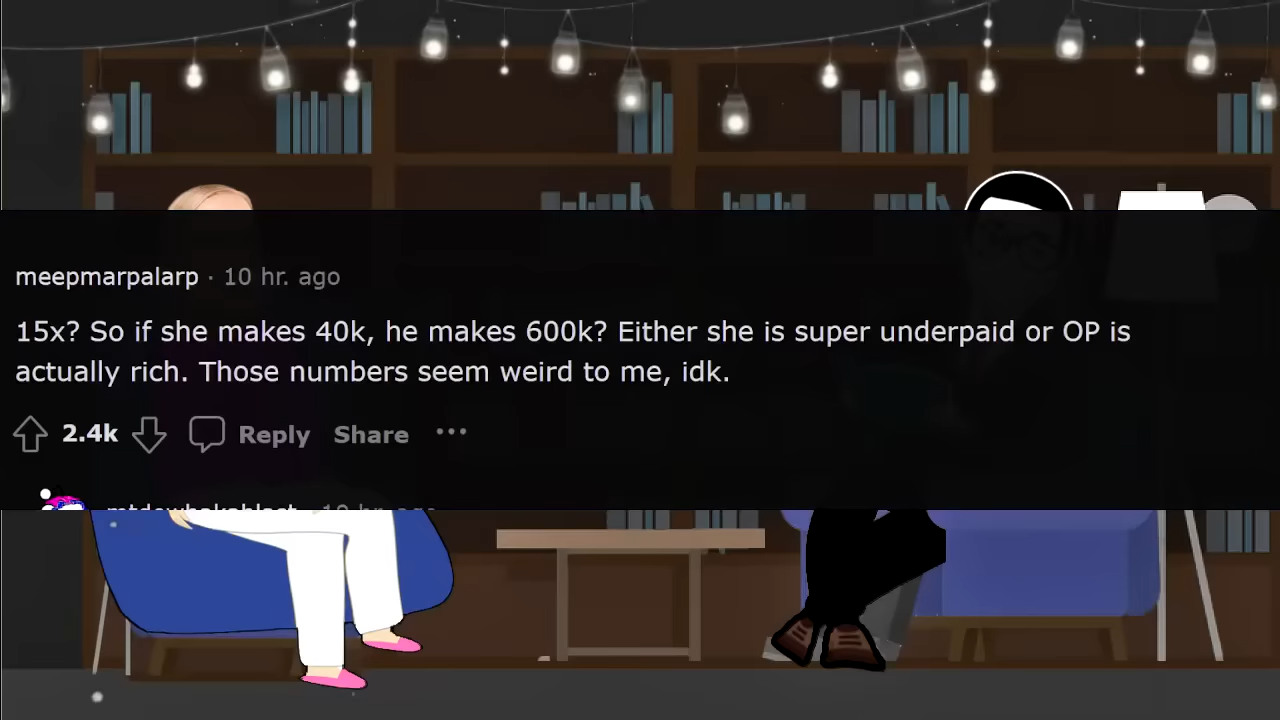 meepmarpalarp · 10 hr. ago
15x? So if she makes 40k, he makes 600k? Either she is super underpaid or OP is
actually rich. Those numbers seem weird to me, idk.
2.4k Reply Share •••